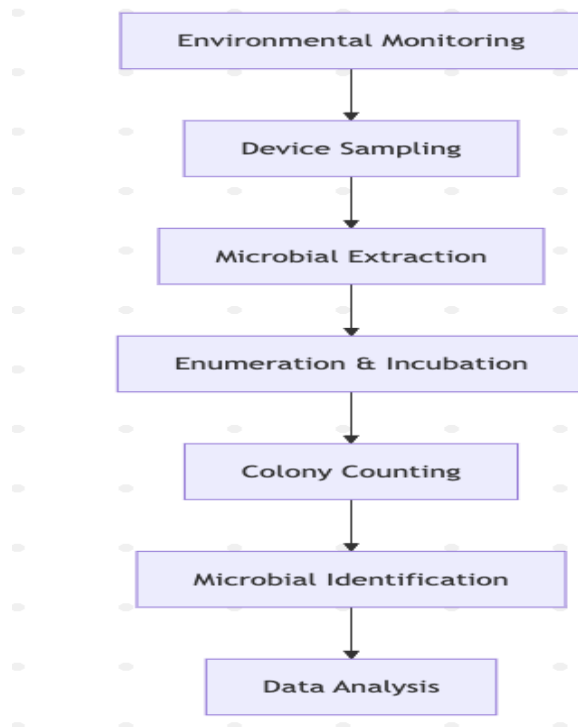 Environmental Monitoring
Device Sampling
Microbial Extraction
Enumeration & Incubation
Colony Counting
Microbial Identification
Data Analysis